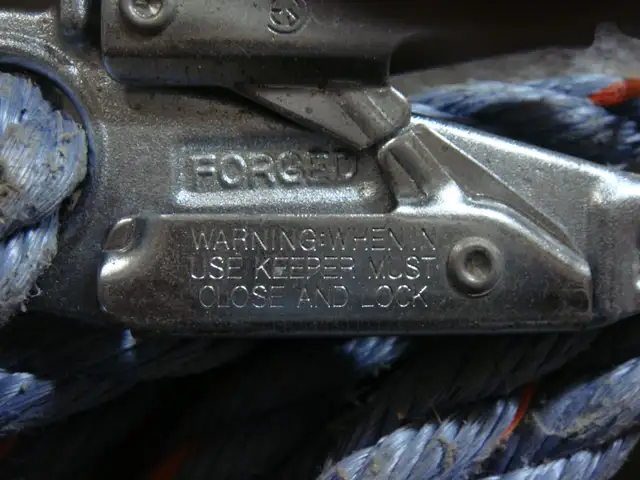 FORGED
WARNING: WHEN IN
USE KEEPER MUST
CLOSE AND LOCK